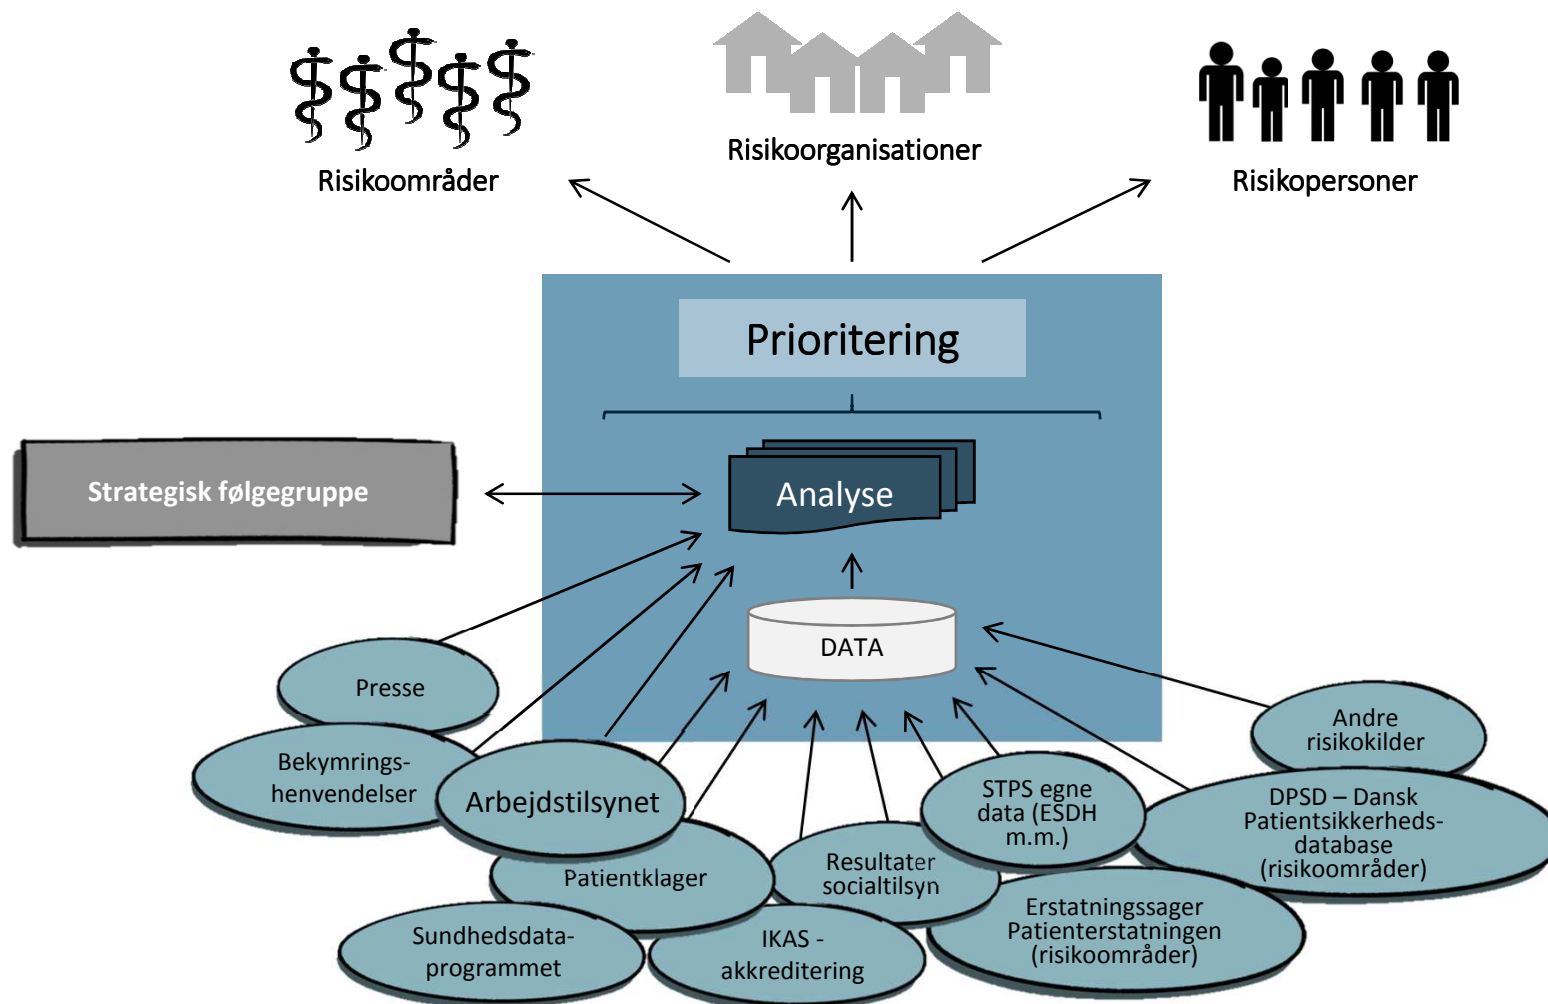 Risikoområder
Risikoorganisationer
Risikopersoner
Prioritering
Strategisk følgegruppe
Analyse
DATA
Presse
Bekymrings-
henvendelser
Arbejdstilsynet
Patientklager
Sundhedsdata-
programmet
IKAS -
akkreditering
Resultater
socialtilsyn
STPS egne
data (ESDH
m.m.)
Erstatningssager
Patienterstatningen
(risikoområder)
Andre
risikokilder
DPSD – Dansk
Patientsikkerheds-
database
(risikoområder)